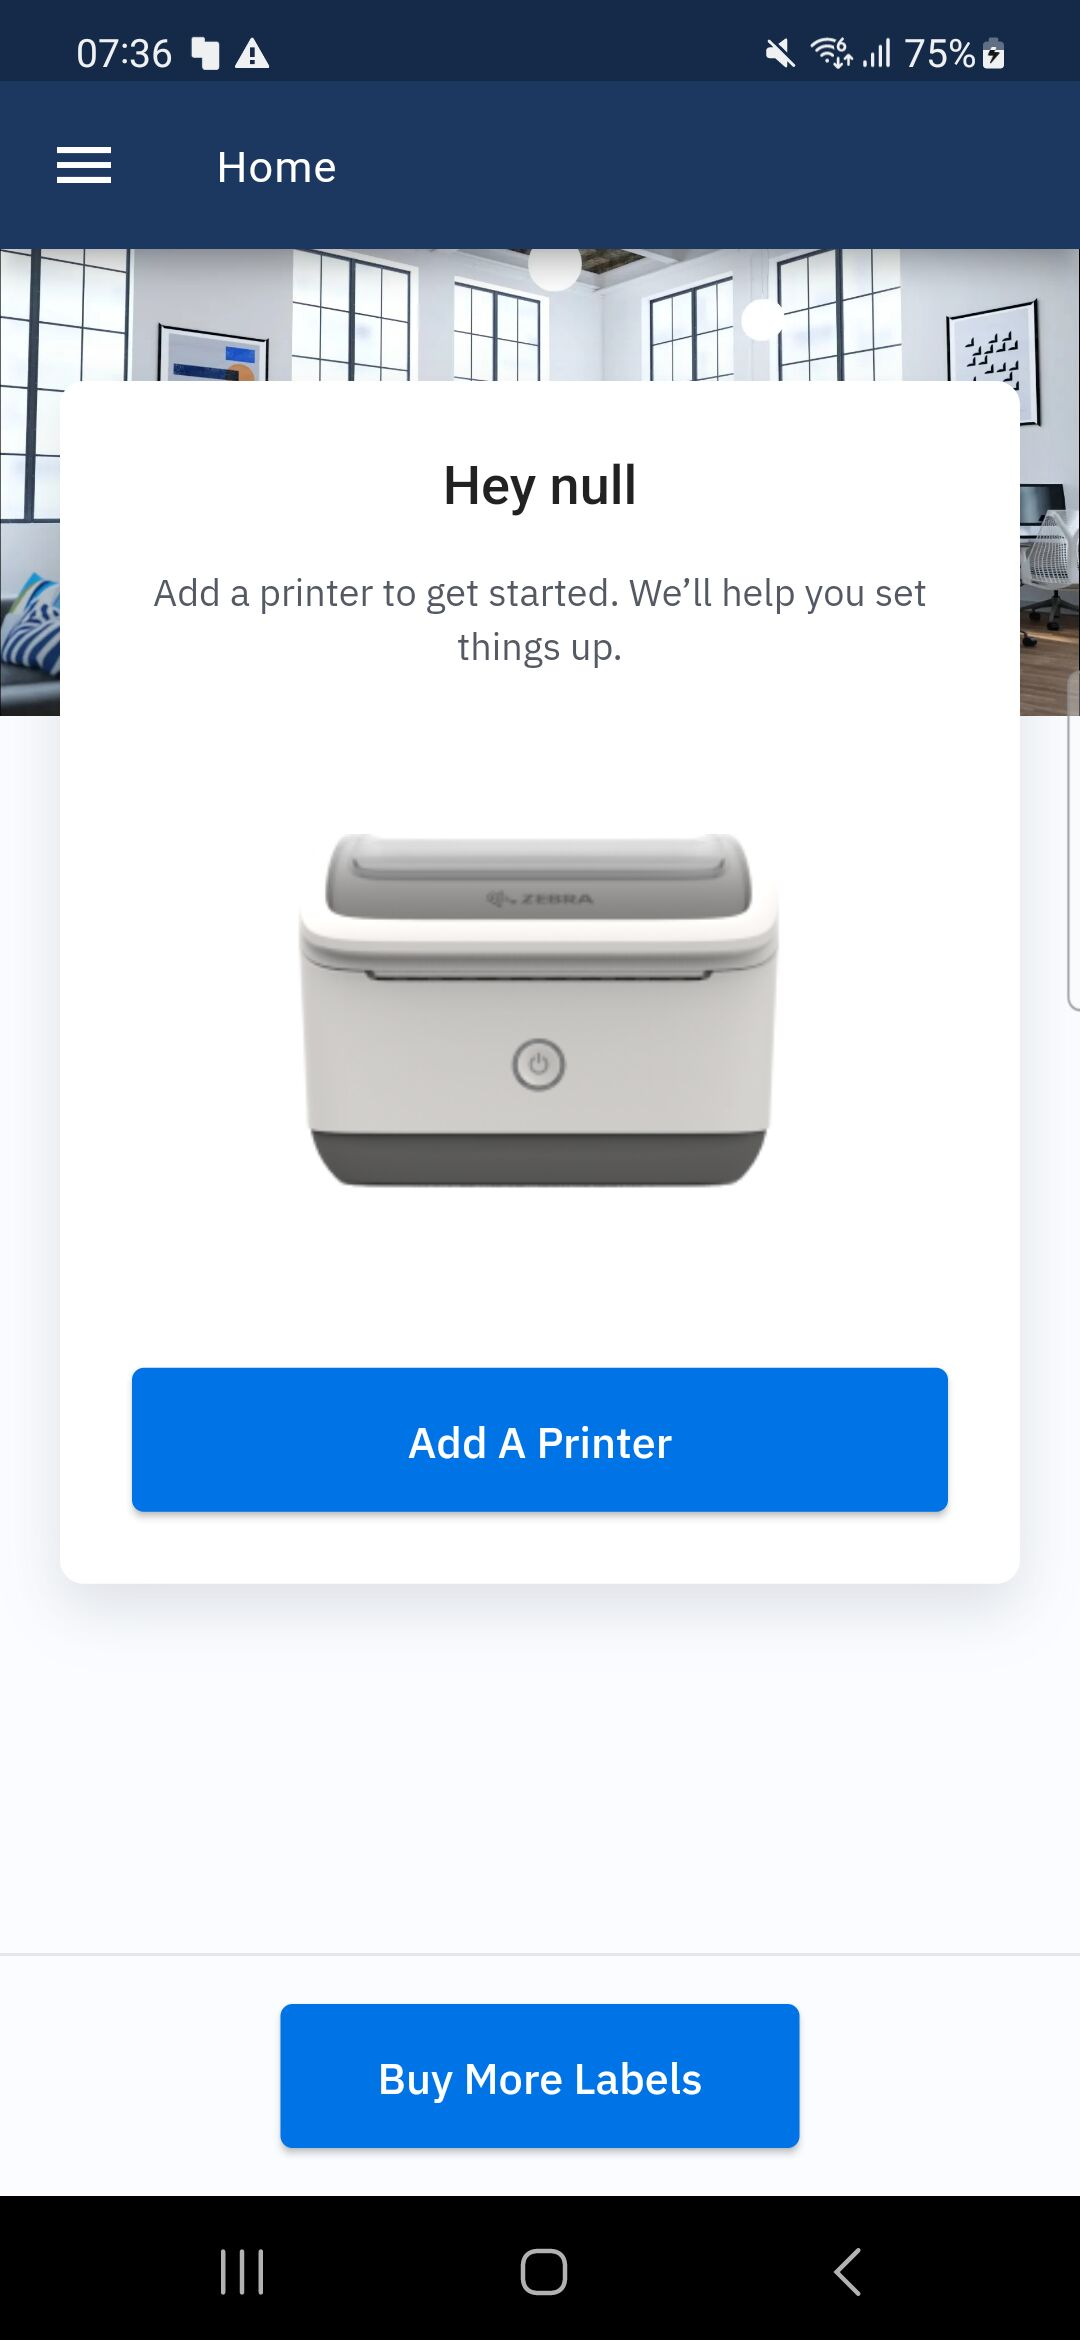 07:36
75%
Home
Hey null
Add a printer to get started. We’ll help you set
things up.
ZEBRA
Add A Printer
Buy More Labels